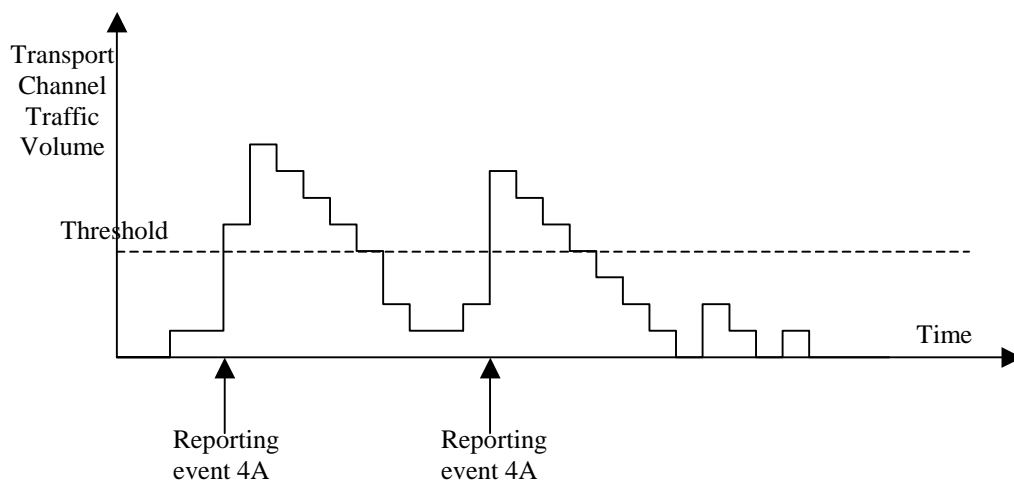 Transport
Channel
Traffic
Volume
Threshold
Time
Reporting
event 4A
Reporting
event 4A